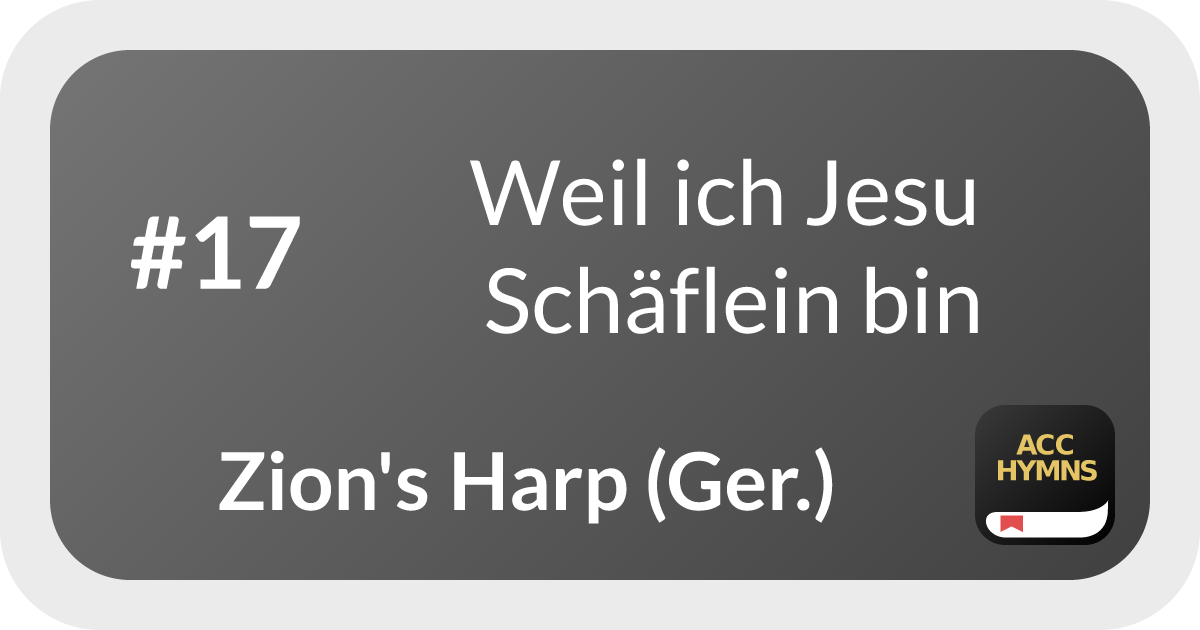 #17
Weil ich Jesu
Schäflein bin
Zion's Harp (Ger.)
ACC
HYMNS